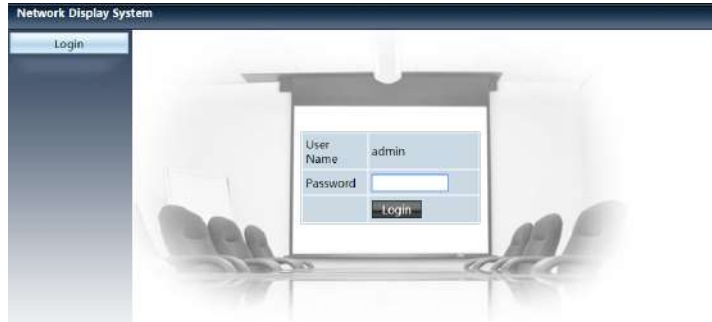 Network Display System
Login
User
Name
admin
Password
Login